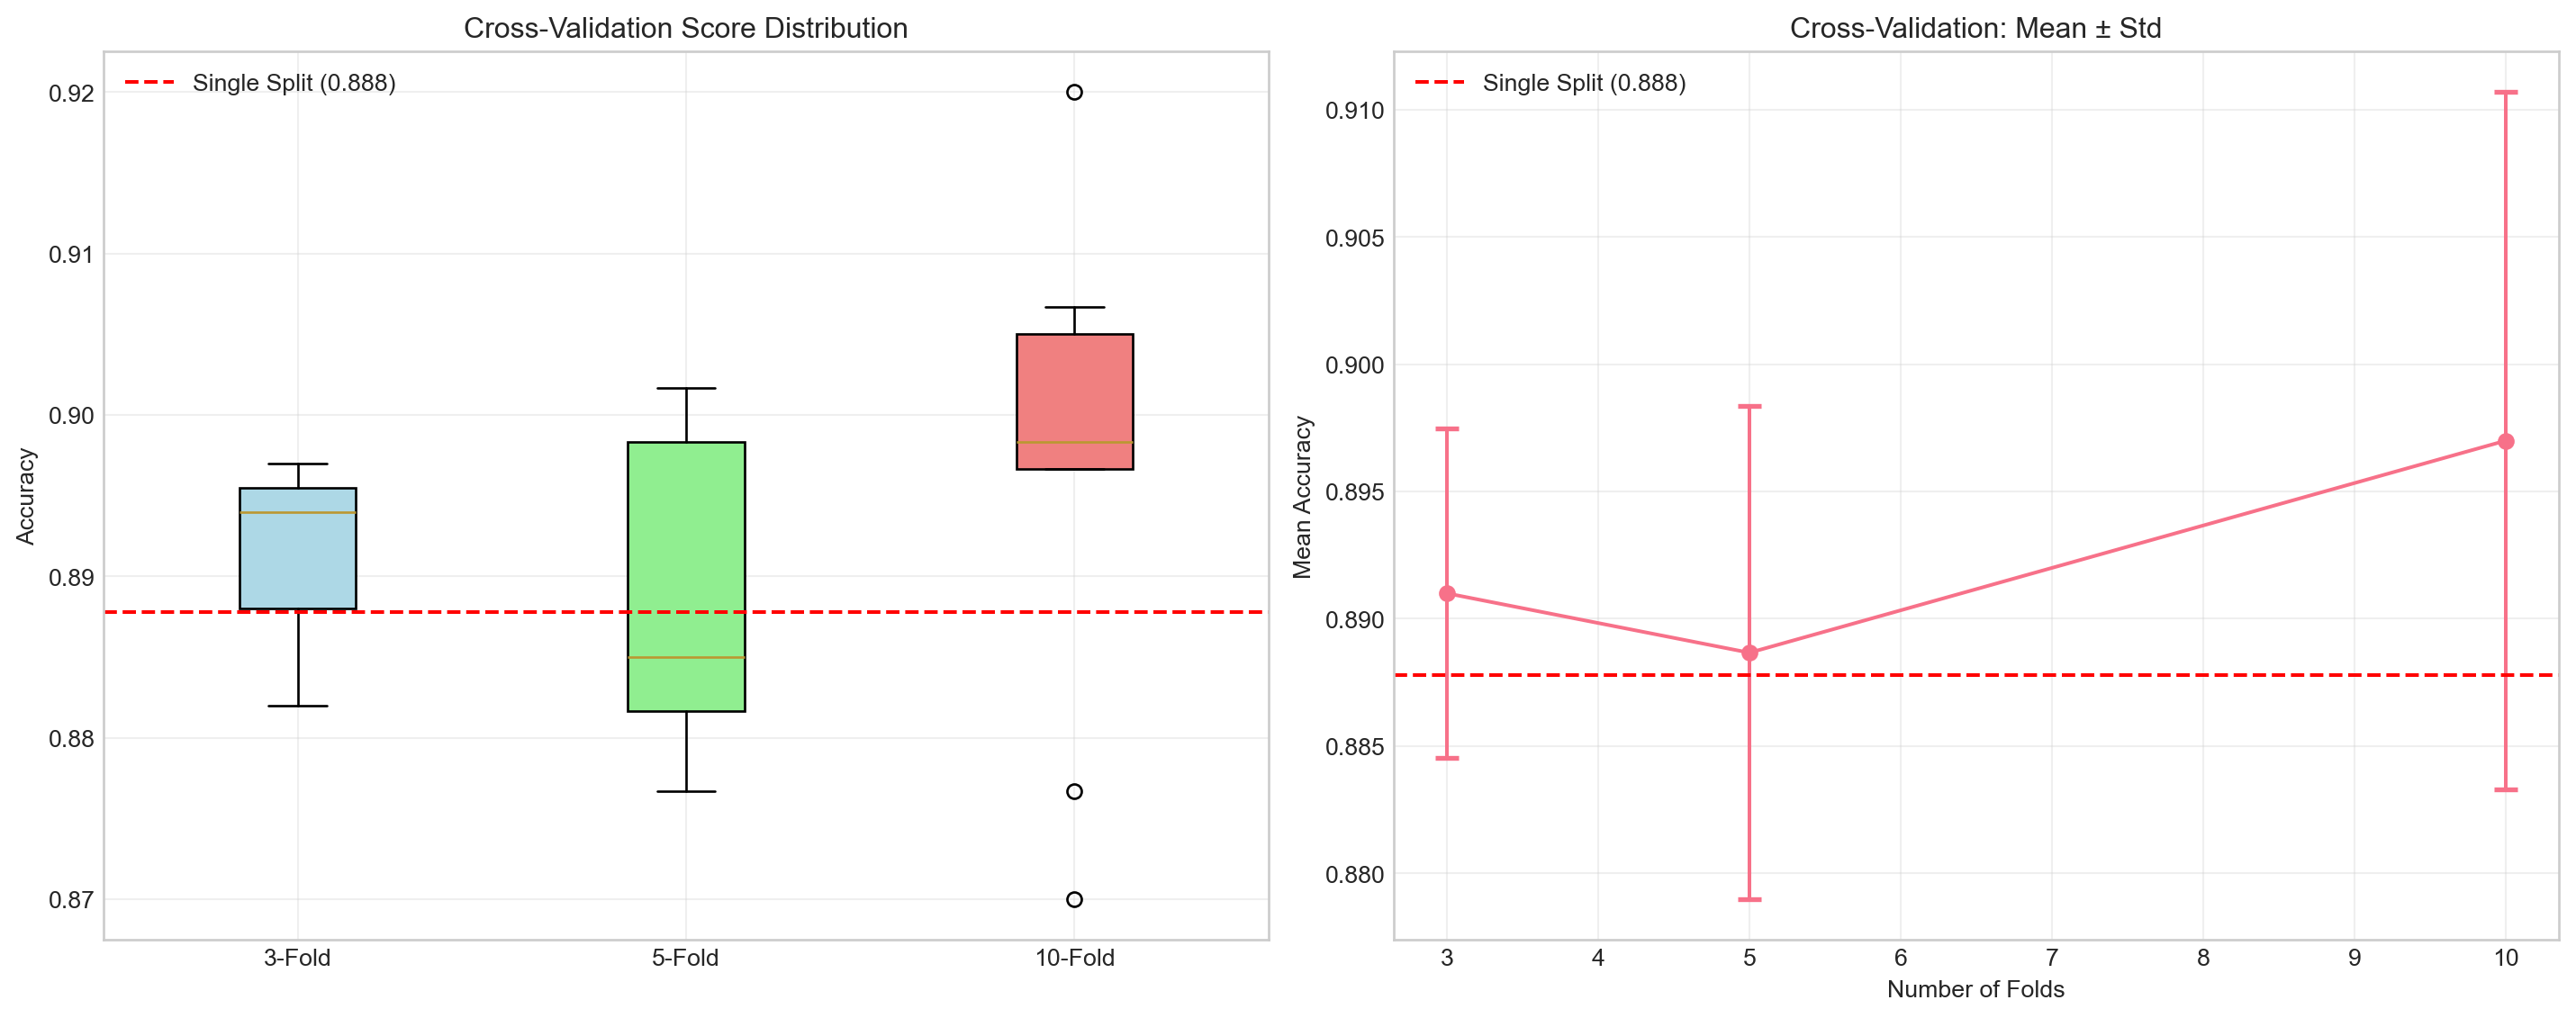 Cross-Validation Score Distribution
Single Split (0.888)
0.92
0.91
0.90
0.89
0.88
0.87
Accuracy
3-Fold
5-Fold
10-Fold
Cross-Validation: Mean ± Std
Single Split (0.888)
0.910
0.905
0.900
0.895
0.890
0.885
0.880
Mean Accuracy
3 4 5 6 7 8 9 10
Number of Folds